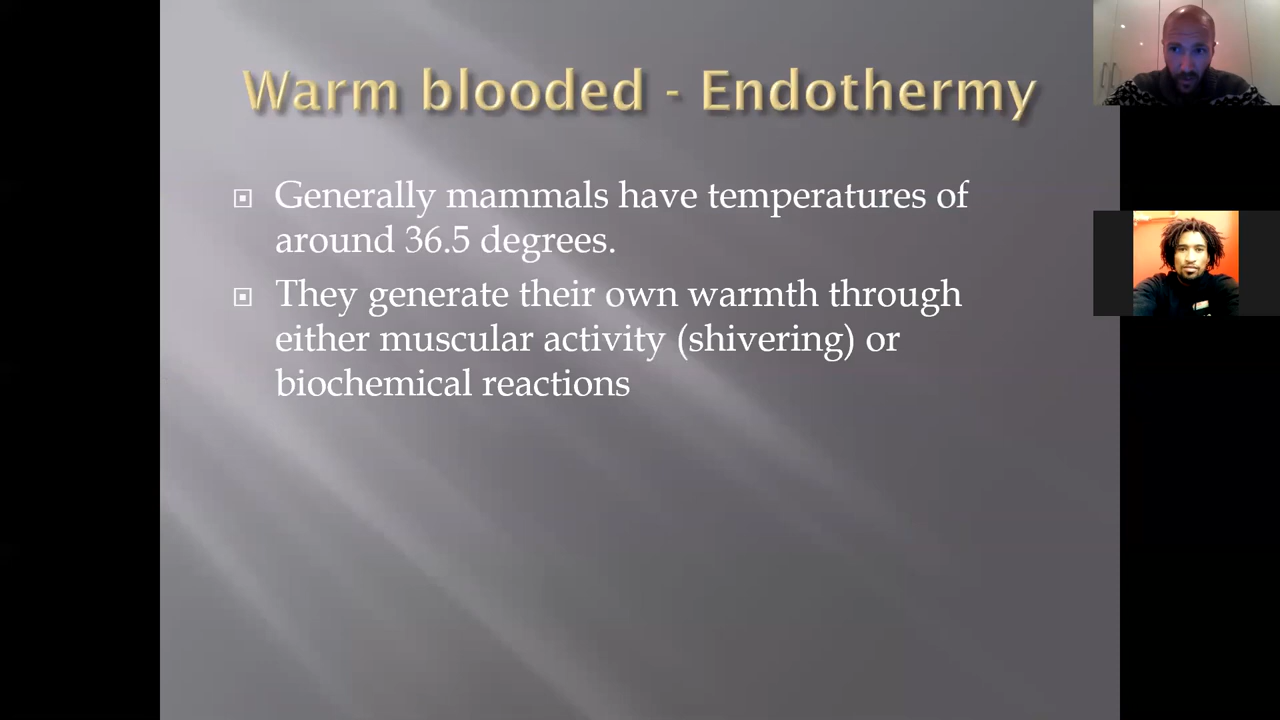 Warm blooded - Endothermy
Generally mammals have temperatures of
around 36.5 degrees.
They generate their own warmth through
either muscular activity (shivering) or
biochemical reactions